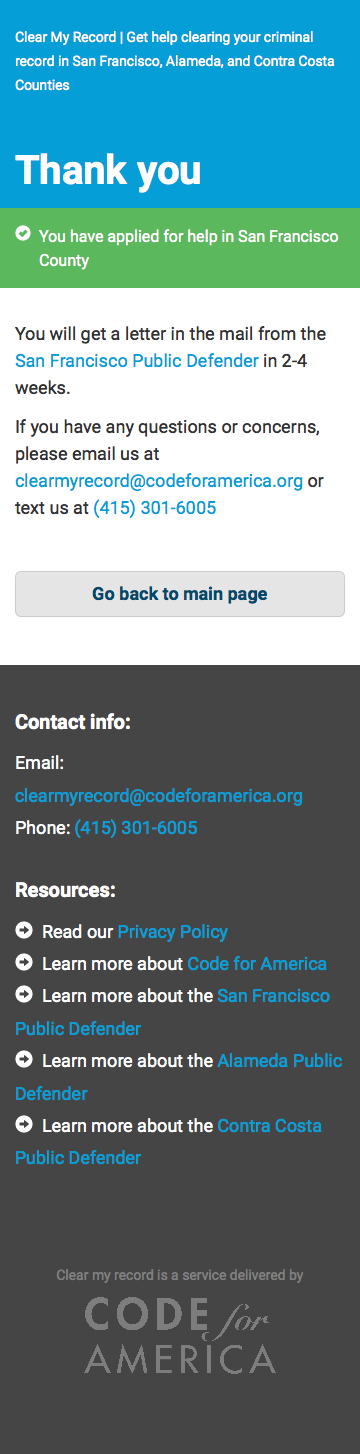 Clear My Record | Get help clearing your criminal
record in San Francisco, Alameda, and Contra Costa
Counties
Thank you
You have applied for help in San Francisco
County
You will get a letter in the mail from the
San Francisco Public Defender in 2-4
weeks.
If you have any questions or concerns,
please email us at
clearmyrecord@codeforamerica.org or
text us at (415) 301-6005
Go back to main page
Contact info:
Email:
clearmyrecord@codeforamerica.org
Phone: (415) 301-6005
Resources:
Read our Privacy Policy
Learn more about Code for America
Learn more about the San Francisco
Public Defender
Learn more about the Alameda Public
Defender
Learn more about the Contra Costa
Public Defender
Clear my record is a service delivered by
CODE for
AMERICA